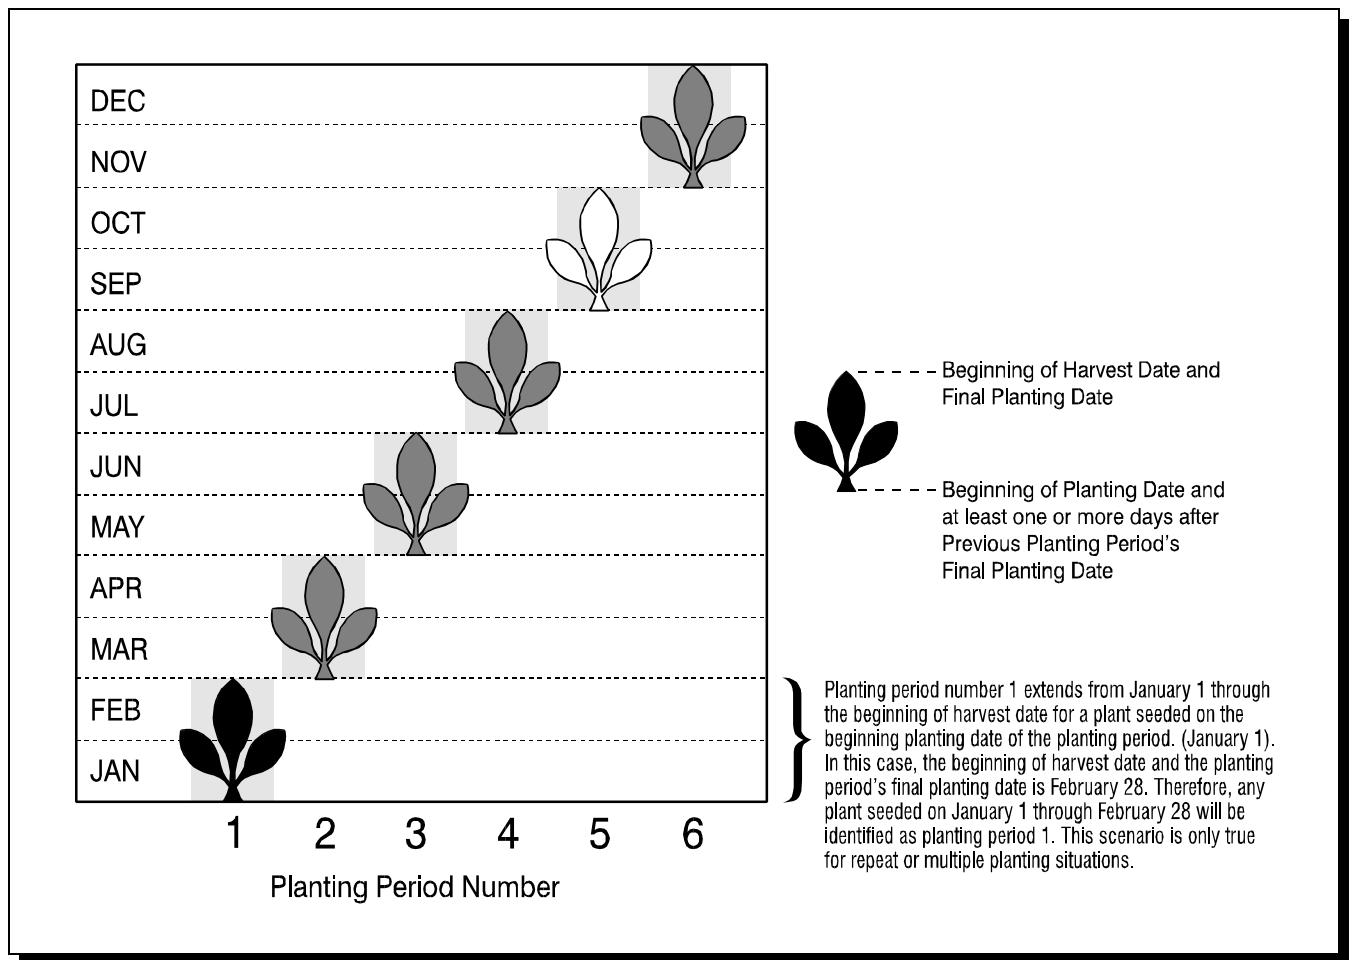 DEC
NOV
OCT
SEP
AUG
JUL
JUN
MAY
APR
MAR
FEB
JAN
1 2 3 4 5 6
Planting Period Number
Beginning of Harvest Date and
Final Planting Date
Beginning of Planting Date and
at least one or more days after
Previous Planting Period's
Final Planting Date
Planting period number 1 extends from January 1 through
the beginning of harvest date for a plant seeded on the
beginning planting date of the planting period. (January 1).
In this case, the beginning of harvest date and the planting
period's final planting date is February 28. Therefore, any
plant seeded on January 1 through February 28 will be
identified as planting period 1. This scenario is only true
for repeat or multiple planting situations.